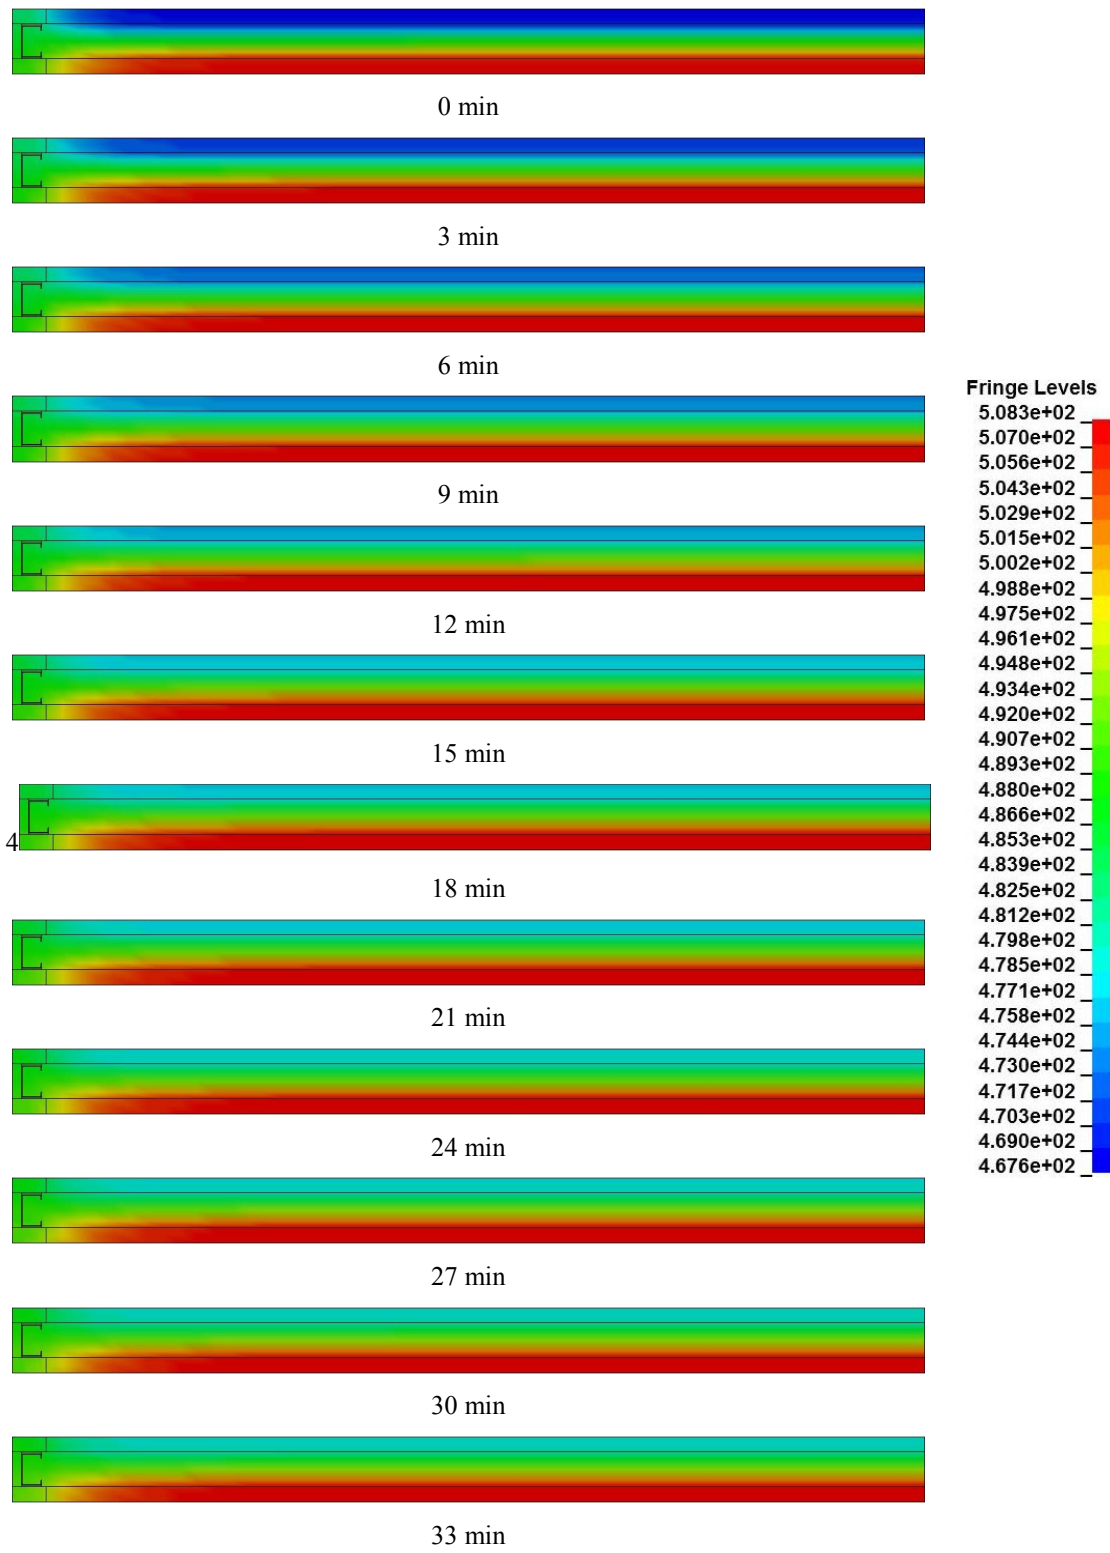 0 min
3 min
6 min
9 min
12 min
15 min
4
18 min
21 min
24 min
27 min
30 min
33 min
Fringe Levels
5.083e+02
5.070e+02
5.056e+02
5.043e+02
5.029e+02
5.015e+02
5.002e+02
4.988e+02
4.975e+02
4.961e+02
4.948e+02
4.934e+02
4.920e+02
4.907e+02
4.893e+02
4.880e+02
4.866e+02
4.853e+02
4.839e+02
4.825e+02
4.812e+02
4.798e+02
4.785e+02
4.771e+02
4.758e+02
4.744e+02
4.730e+02
4.717e+02
4.703e+02
4.690e+02
4.676e+02